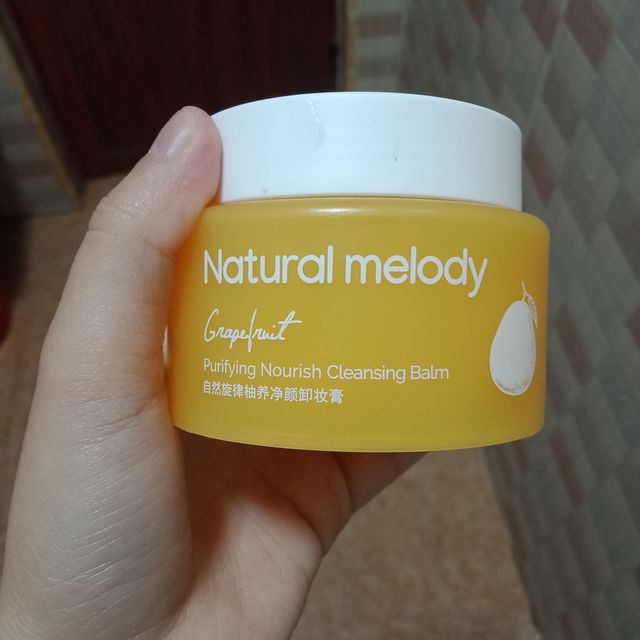 Natural melody
Grapefruit
Purifying Nourish Cleansing Balm
自然旋律柚养净颜卸妆膏